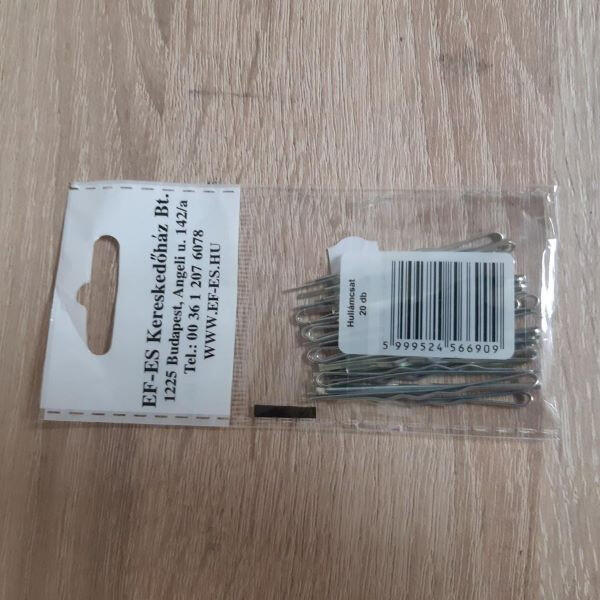 EF-ES Kereskedőház Bt.
1225 Budapest, Angeli u. 142/a
Tel.: 00 36 1 207 6078
WWW.EF-ES.HU
Hullámcsat
20 db
5 999524 566909